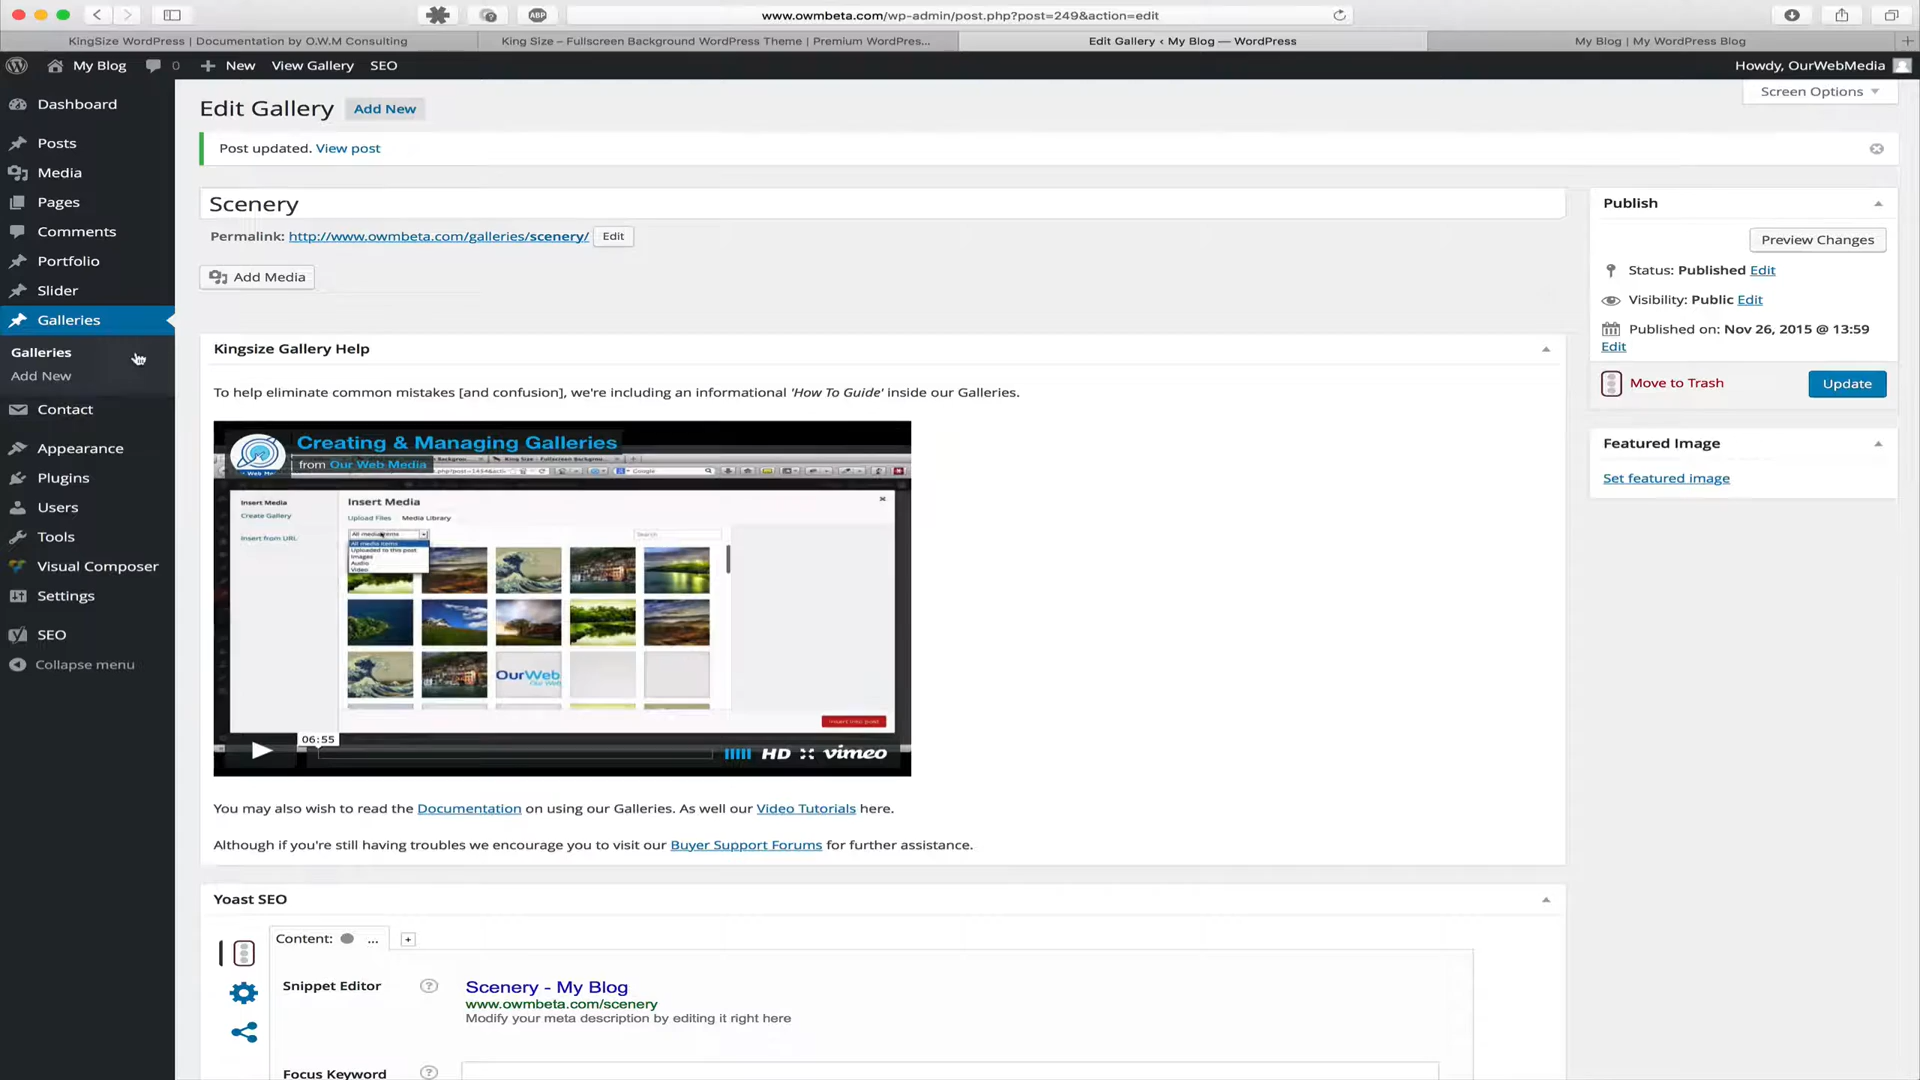 www.owmbeta.com/wp-admin/post.php?post=249&action=edit
KingSize WordPress | Documentation by O.W.M Consulting
King Size – Fullscreen Background WordPress Theme | Premium WordPres...
Edit Gallery ‹ My Blog — WordPress
My Blog | My WordPress Blog
My Blog
0
New
View Gallery
SEO
Howdy, OurWebMedia
Screen Options
Dashboard
Posts
Media
Pages
Comments
Portfolio
Slider
Galleries
Galleries
Add New
Contact
Appearance
Plugins
Users
Tools
Visual Composer
Settings
SEO
Collapse menu
Edit Gallery
Add New
Post updated. View post
Scenery
Permalink: http://www.owmbeta.com/galleries/scenery/ Edit
Add Media
Kingsize Gallery Help
To help eliminate common mistakes [and confusion], we're including an informational 'How To Guide' inside our Galleries.
Creating & Managing Galleries
from Our Web Media
Insert Media
Create Gallery
Insert from URL
Insert Media
Upload Files
Media Library
All media items
Search
All media items
Uploaded to this post
Images
Audio
Video
OurWeb
Insert into post
06:55
HD
vimeo
You may also wish to read the Documentation on using our Galleries. As well our Video Tutorials here.
Although if you're still having troubles we encourage you to visit our Buyer Support Forums for further assistance.
Yoast SEO
Content: ...
+
Snippet Editor
?
Scenery - My Blog
www.owmbeta.com/scenery
Modify your meta description by editing it right here
Focus Keyword
?
Publish
Preview Changes
Status: Published Edit
Visibility: Public Edit
Published on: Nov 26, 2015 @ 13:59
Edit
Move to Trash
Update
Featured Image
Set featured image
ABP